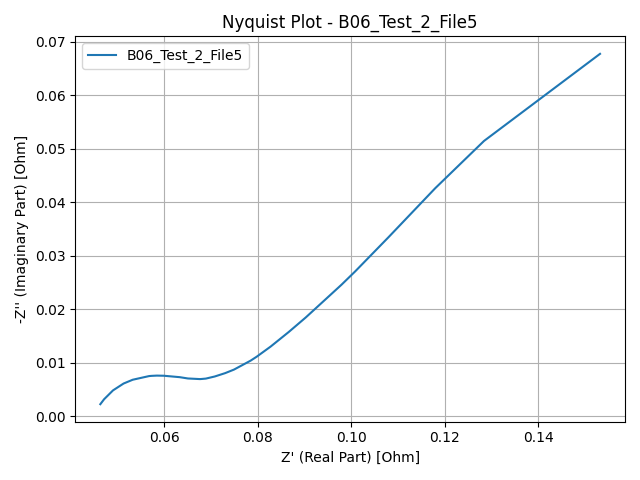 Nyquist Plot - B06_Test_2_File5
B06_Test_2_File5
-Z'' (Imaginary Part) [Ohm]
0.07
0.06
0.05
0.04
0.03
0.02
0.01
0.00
0.06 0.08 0.10 0.12 0.14
Z' (Real Part) [Ohm]